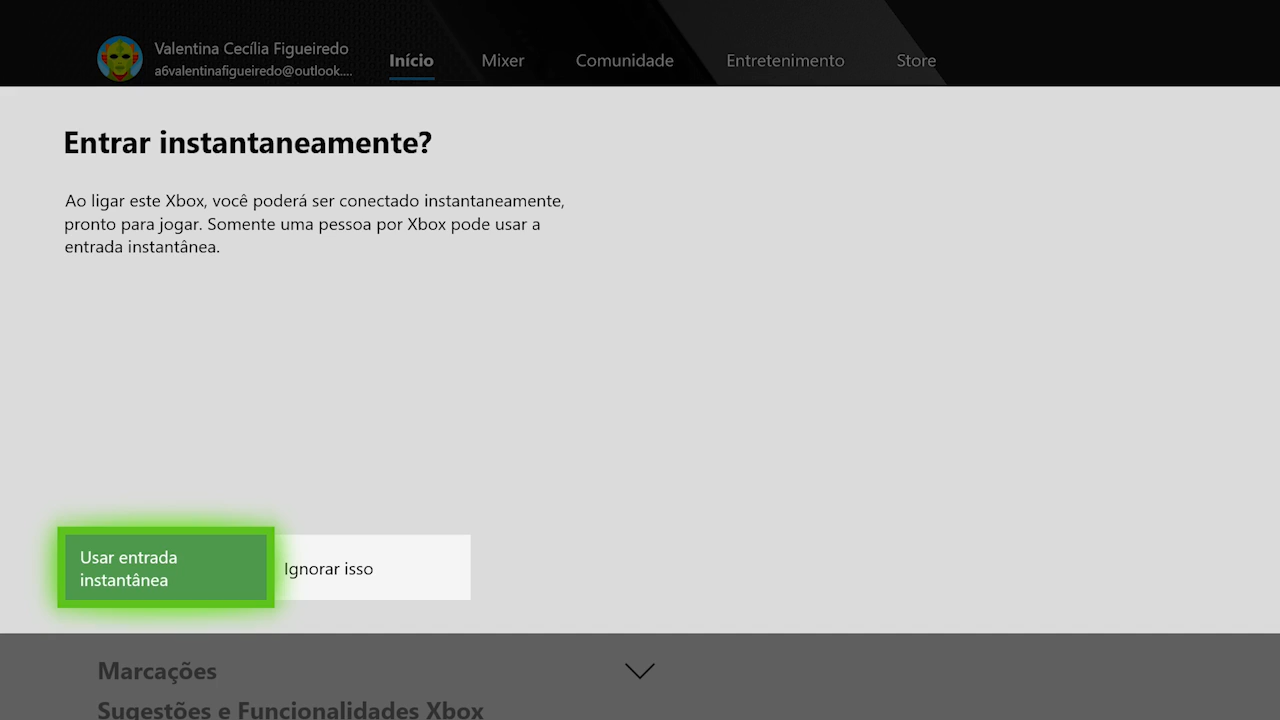 Valentina Cecília Figueiredo
a6valentinafigueiredo@outlook....
Início
Mixer
Comunidade
Entretenimento
Store
Entrar instantaneamente?
Ao ligar este Xbox, você poderá ser conectado instantaneamente,
pronto para jogar. Somente uma pessoa por Xbox pode usar a
entrada instantânea.
Usar entrada
instantânea
Ignorar isso
Marcações
Sugestões e Funcionalidades Xbox